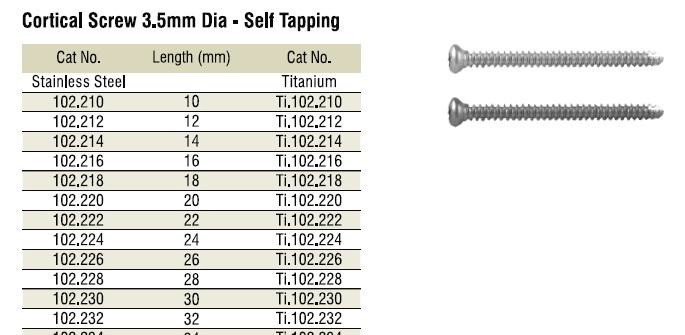 Cortical Screw 3.5mm Dia - Self Tapping
Cat No. Length (mm) Cat No.
Stainless Steel Titanium
102.210 10 Ti.102.210
102.212 12 Ti.102.212
102.214 14 Ti.102.214
102.216 16 Ti.102.216
102.218 18 Ti.102.218
102.220 20 Ti.102.220
102.222 22 Ti.102.222
102.224 24 Ti.102.224
102.226 26 Ti.102.226
102.228 28 Ti.102.228
102.230 30 Ti.102.230
102.232 32 Ti.102.232